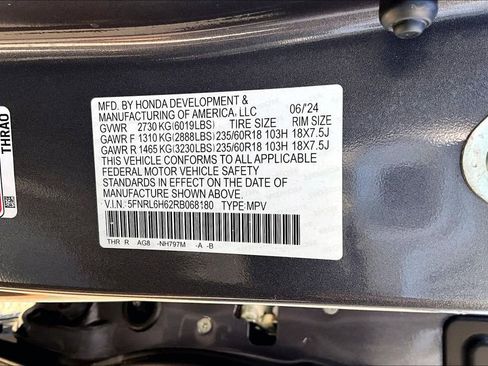 MFD. BY HONDA DEVELOPMENT &
MANUFACTURING OF AMERICA, LLC 06/'24
GVWR 2730 KG (6019LBS) TIRE SIZE RIM SIZE
GAWR F 1310 KG (2888LBS) 235/60R18 103H 18X7.5J
GAWR R 1465 KG (3230LBS) 235/60R18 103H 18X7.5J
THIS VEHICLE CONFORMS TO ALL APPLICABLE
FEDERAL MOTOR VEHICLE SAFETY
STANDARDS IN EFFECT ON THE DATE OF
MANUFACTURE SHOWN ABOVE.
V.I.N.: 5FNRL6H62RB068180 TYPE: MPV
THR R AG8 -NH797M -A -B
THRA0